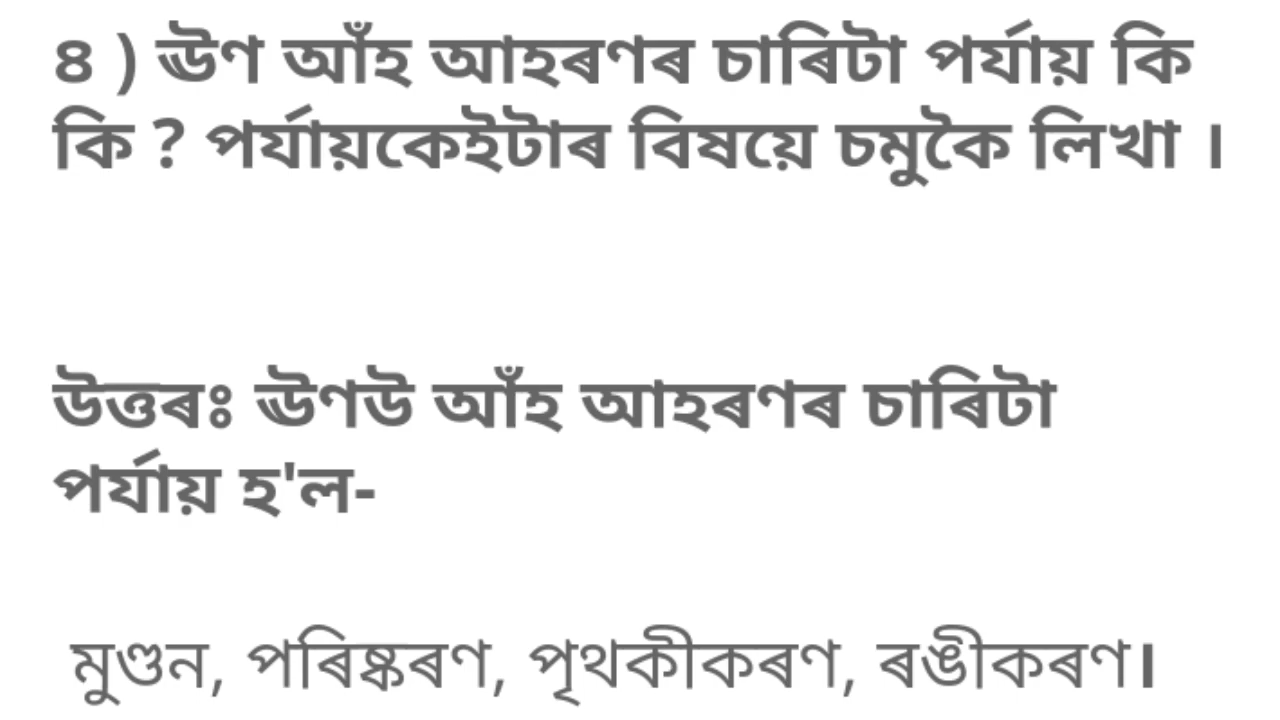 ৪ ) ঊণ আঁহ আহৰণৰ চাৰিটা পৰ্যায় কি
কি ? পৰ্যায়কেইটাৰ বিষয়ে চমুকৈ লিখা ।
উত্তৰঃ ঊণউ আঁহ আহৰণৰ চাৰিটা
পৰ্যায় হ'ল-
মুণ্ডন, পৰিষ্কৰণ, পৃথকীকৰণ, ৰঙীকৰণ।